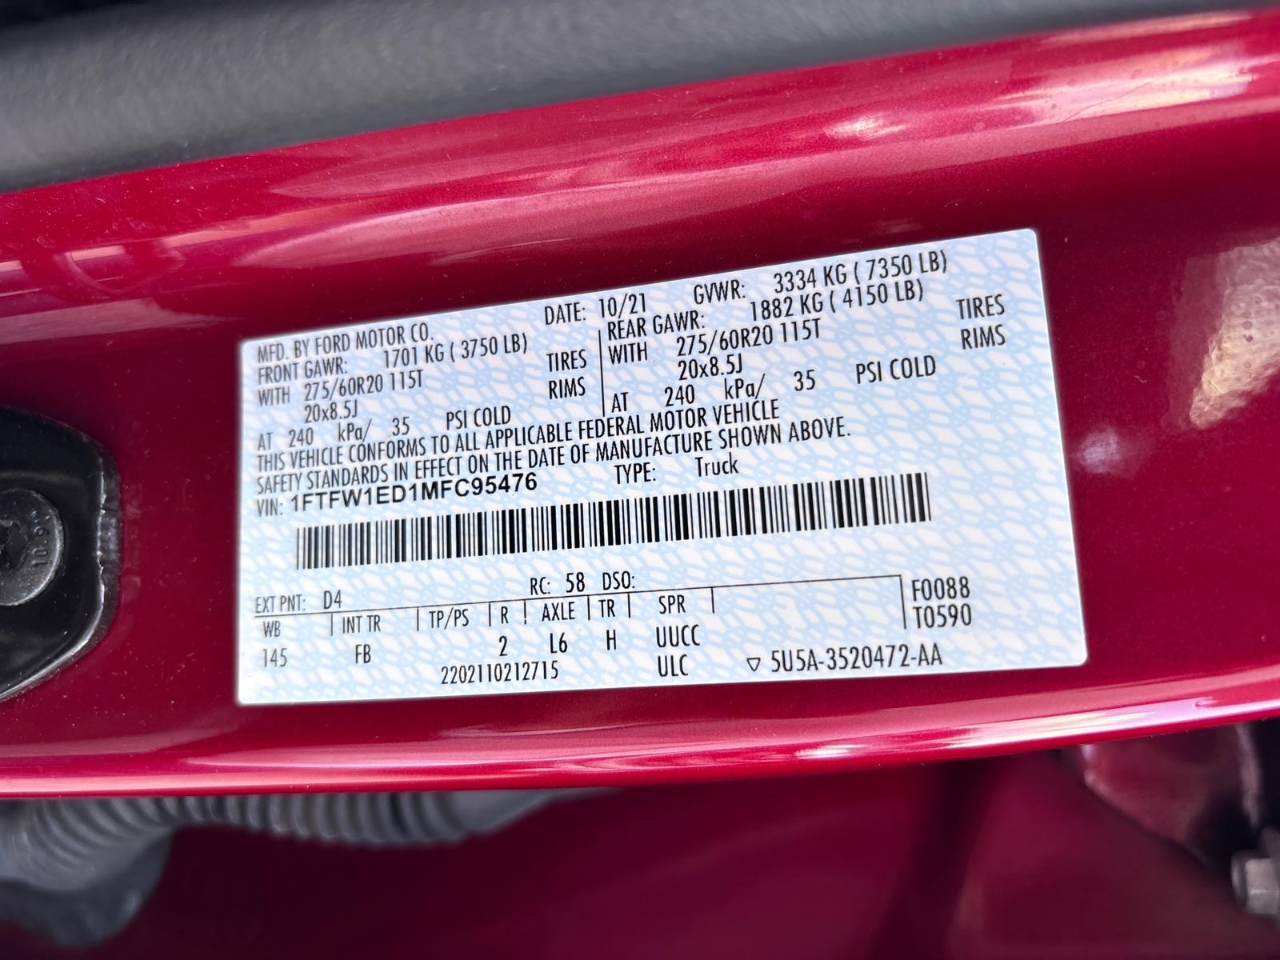 MFD. BY FORD MOTOR CO. DATE: 10/21 GVWR: 3334 KG ( 7350 LB)
FRONT GAWR: 1701 KG ( 3750 LB)
WITH 275/60R20 115T TIRES
20x8.5J RIMS
AT 240 kPa/ 35 PSI COLD
REAR GAWR: 1882 KG ( 4150 LB)
WITH 275/60R20 115T TIRES
20x8.5J RIMS
AT 240 kPa/ 35 PSI COLD
THIS VEHICLE CONFORMS TO ALL APPLICABLE FEDERAL MOTOR VEHICLE
SAFETY STANDARDS IN EFFECT ON THE DATE OF MANUFACTURE SHOWN ABOVE.
VIN: 1FTFW1ED1MFC95476 TYPE: Truck
EXT PNT: D4 RC: 58 DSO:
WB INT TR TP/PS R AXLE TR SPR F0088
145 FB 2 L6 H UUCC T0590
2202110212715 ULC ▽ 5U5A-3520472-AA
10.9